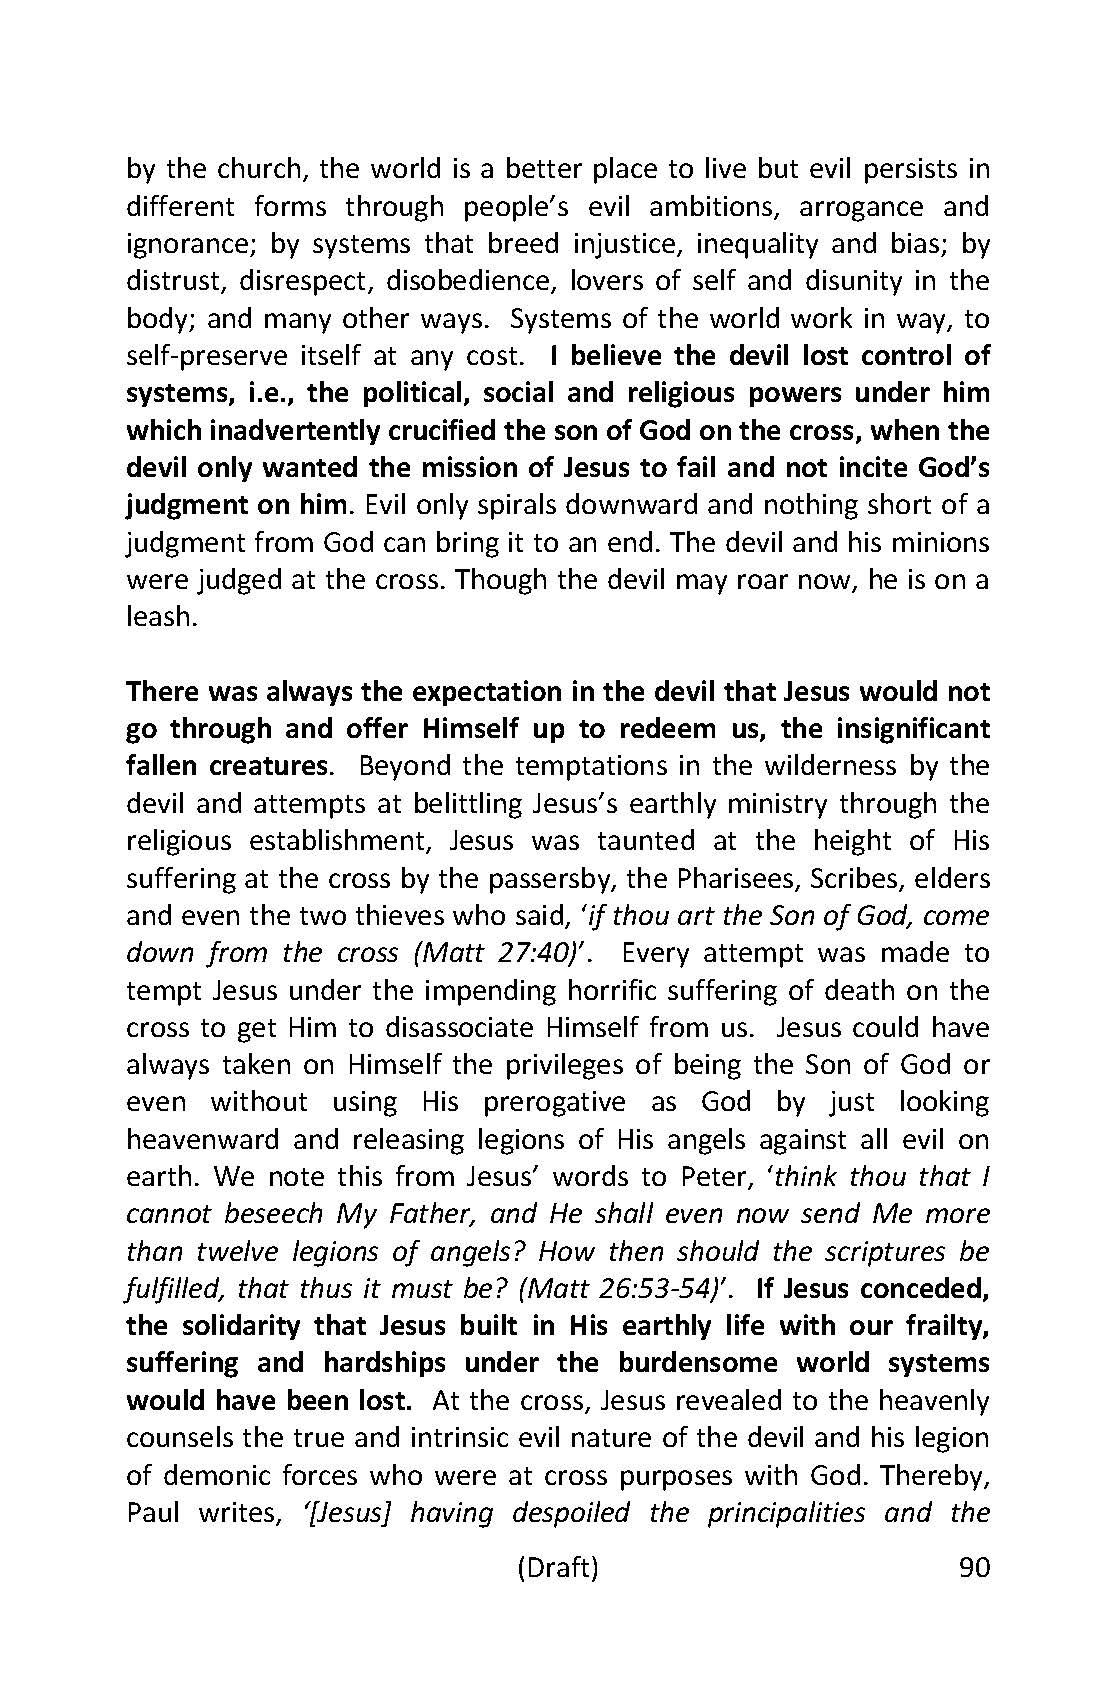 by the church, the world is a better place to live but evil persists in
different forms through people’s evil ambitions, arrogance and
ignorance; by systems that breed injustice, inequality and bias; by
distrust, disrespect, disobedience, lovers of self and disunity in the
body; and many other ways.  Systems of the world work in way, to
self-preserve itself at any cost.  I believe the devil lost control of
systems, i.e., the political, social and religious powers under him
which inadvertently crucified the son of God on the cross, when the
devil only wanted the mission of Jesus to fail and not incite God’s
judgment on him. Evil only spirals downward and nothing short of a
judgment from God can bring it to an end. The devil and his minions
were judged at the cross. Though the devil may roar now, he is on a
leash.
There was always the expectation in the devil that Jesus would not
go through and offer Himself up to redeem us, the insignificant
fallen creatures.  Beyond the temptations in the wilderness by the
devil and attempts at belittling Jesus’s earthly ministry through the
religious establishment, Jesus was taunted at the height of His
suffering at the cross by the passersby, the Pharisees, Scribes, elders
and even the two thieves who said, ‘if thou art the Son of God, come
down from the cross (Matt 27:40)’.  Every attempt was made to
tempt Jesus under the impending horrific suffering of death on the
cross to get Him to disassociate Himself from us.  Jesus could have
always taken on Himself the privileges of being the Son of God or
even without using His prerogative as God by just looking
heavenward and releasing legions of His angels against all evil on
earth. We note this from Jesus’ words to Peter, ‘think thou that I
cannot beseech My Father, and He shall even now send Me more
than twelve legions of angels? How then should the scriptures be
fulfilled, that thus it must be? (Matt 26:53-54)’.  If Jesus conceded,
the solidarity that Jesus built in His earthly life with our frailty,
suffering and hardships under the burdensome world systems
would have been lost.  At the cross, Jesus revealed to the heavenly
counsels the true and intrinsic evil nature of the devil and his legion
of demonic forces who were at cross purposes with God. Thereby,
Paul writes, ‘[Jesus] having despoiled the principalities and the
(Draft) 90